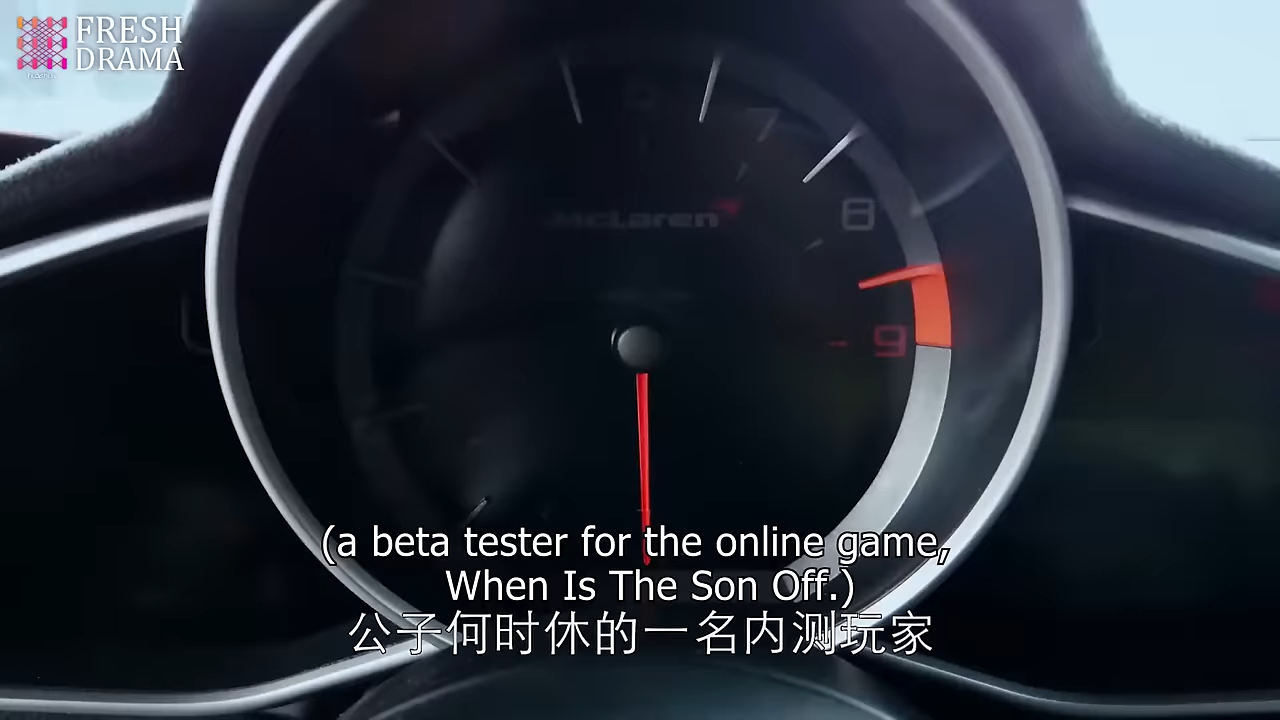 FRESH
DRAMA
McLaren
8
- 9
(a beta tester for the online game,
When Is The Son Off.)
公子何时休的一名内测玩家